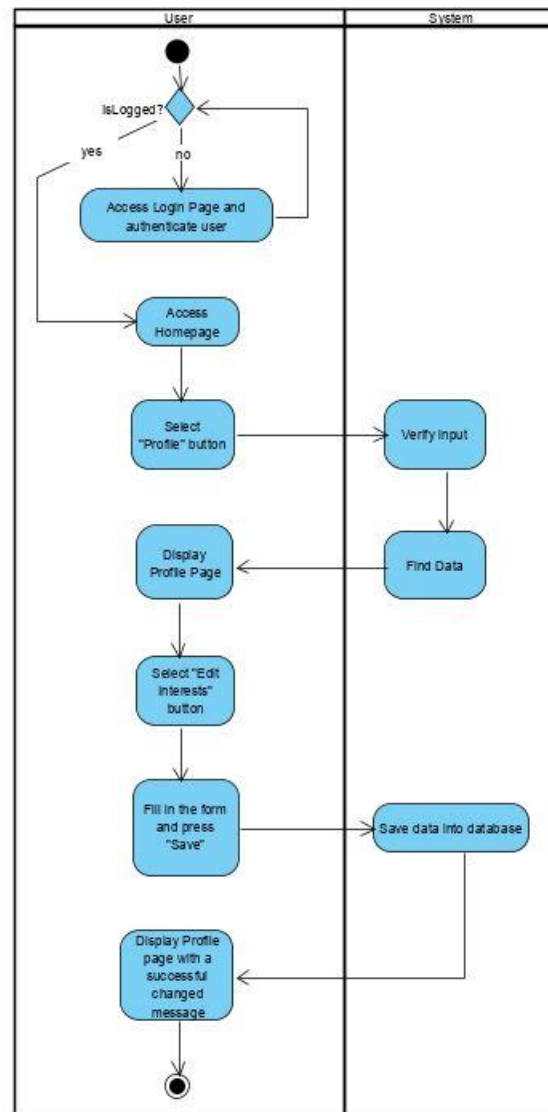 User
System
IsLogged?
yes
no
Access Login Page and
authenticate user
Access
Homepage
Select
"Profile" button
Verify Input
Display
Profile Page
Find Data
Select "Edit
Interests"
button
Fill in the form
and press
"Save"
Save data into database
Display Profile
page with a
successful
changed
message